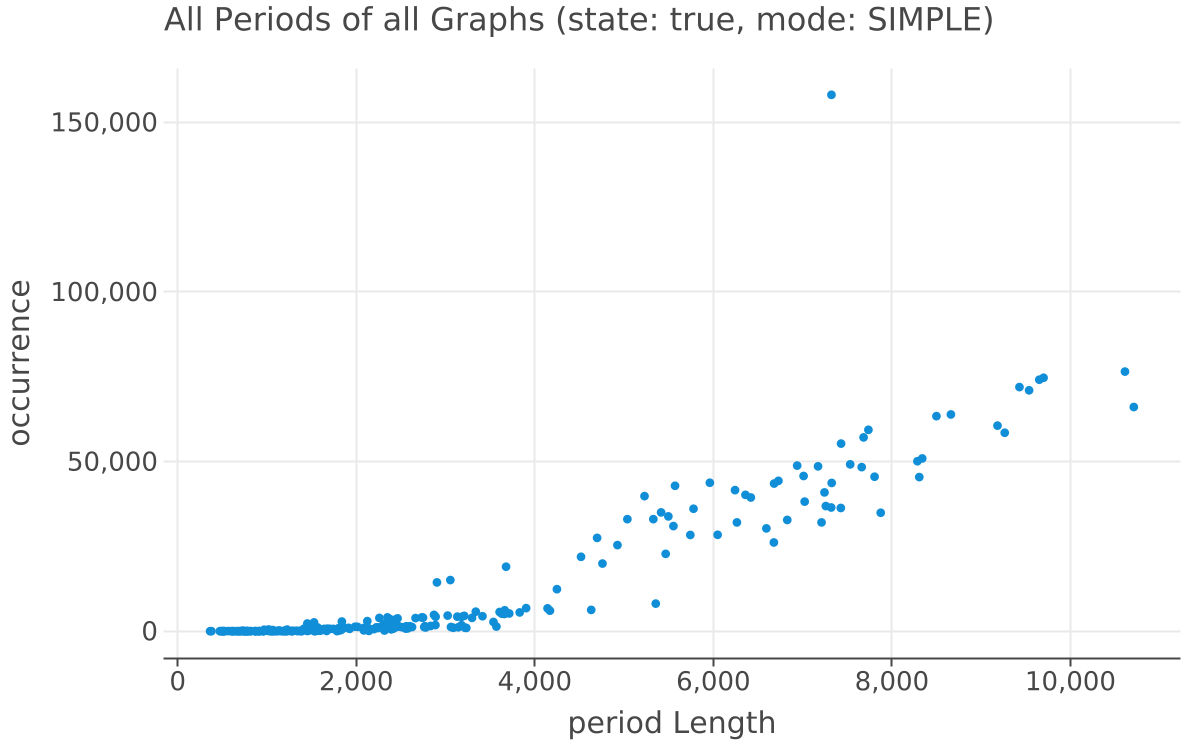 All Periods of all Graphs (state: true, mode: SIMPLE)
150,000
100,000
50,000
0
occurrence
0 2,000 4,000 6,000 8,000 10,000
period Length